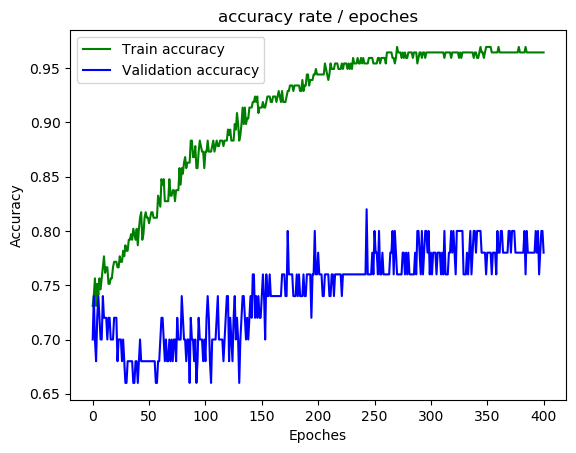 accuracy rate / epoches
Train accuracy
Validation accuracy
Accuracy
0.95
0.90
0.85
0.80
0.75
0.70
0.65
0 50 100 150 200 250 300 350 400
Epoches